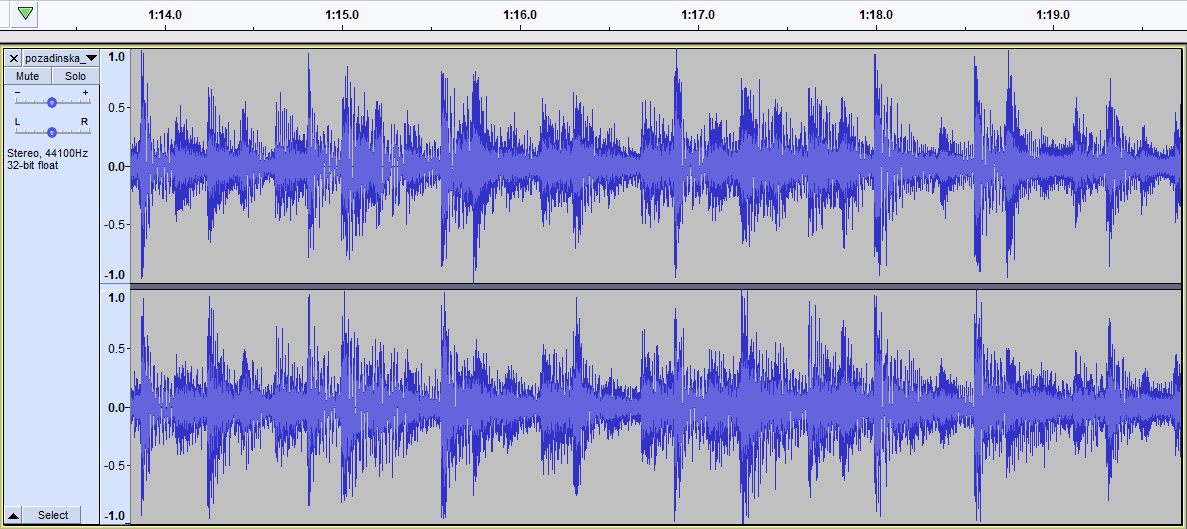 1:14.0 1:15.0 1:16.0 1:17.0 1:18.0 1:19.0
× pozadinska_
Mute Solo
- +
L R
Stereo, 44100Hz
32-bit float
1.0
0.5-
0.0-
-0.5-
-1.0
1.0
0.5-
0.0-
-0.5-
-1.0
Select